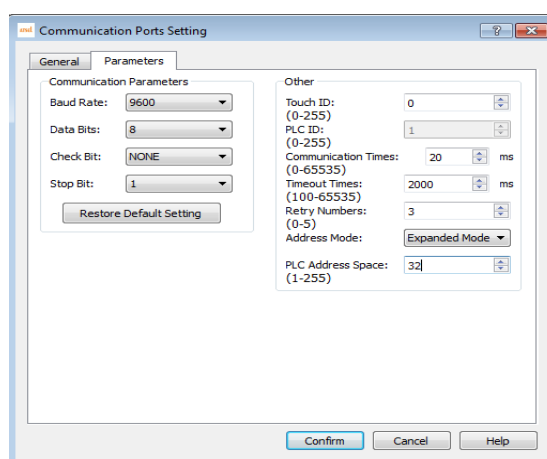 Communication Ports Setting
General
Parameters
Communication Parameters
Baud Rate: 9600
Data Bits: 8
Check Bit: NONE
Stop Bit: 1
Restore Default Setting
Other
Touch ID: 0
(0-255)
PLC ID: 1
(0-255)
Communication Times: 20 ms
(0-65535)
Timeout Times: 2000 ms
(100-65535)
Retry Numbers: 3
(0-5)
Address Mode: Expanded Mode
PLC Address Space: 32
(1-255)
Confirm
Cancel
Help